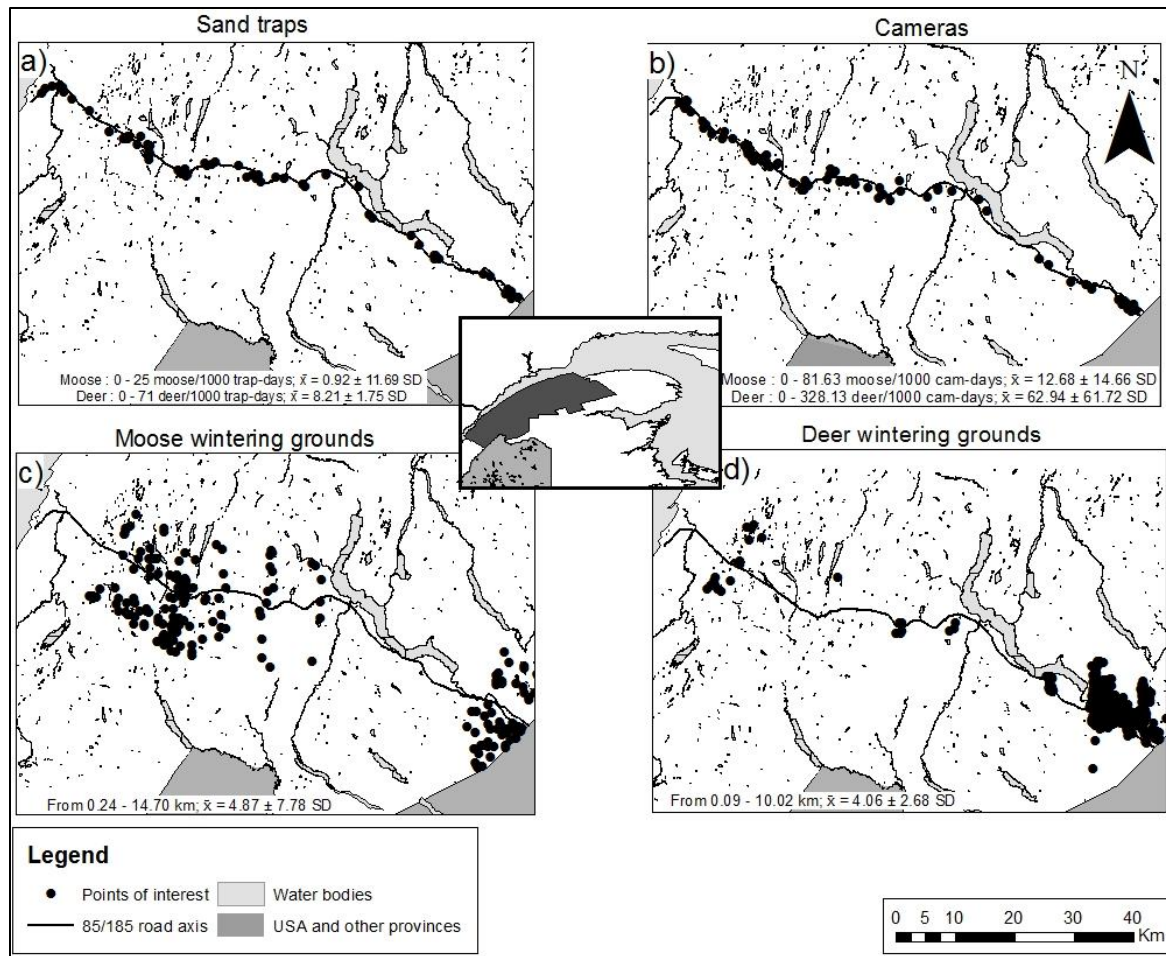 Sand traps
Cameras
a)
b)
N
Moose : 0 - 25 moose/1000 trap-days; x̄ = 0.92 ± 11.69 SD
Deer : 0 - 71 deer/1000 trap-days; x̄ = 8.21 ± 1.75 SD
Moose : 0 - 81.63 moose/1000 cam-days; x̄ = 12.68 ± 14.66 SD
Deer : 0 - 328.13 deer/1000 cam-days; x̄ = 62.94 ± 61.72 SD
Moose wintering grounds
Deer wintering grounds
c)
d)
From 0.24 - 14.70 km; x̄ = 4.87 ± 7.78 SD
From 0.09 - 10.02 km; x̄ = 4.06 ± 2.68 SD
Legend
Points of interest
Water bodies
85/185 road axis
USA and other provinces
0 5 10 20 30 40
Km